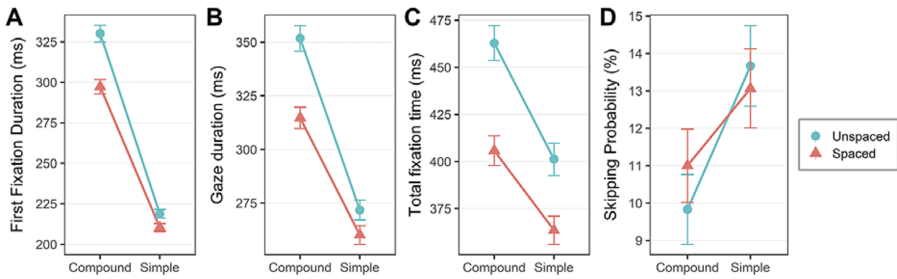 A
First Fixation Duration (ms)
325
300
275
250
225
200
Compound Simple
B
Gaze duration (ms)
350
325
300
275
Compound Simple
C
Total fixation time (ms)
475
450
425
400
375
Compound Simple
D
Skipping Probability (%)
15
14
13
12
11
10
9
Compound Simple
Unspaced
Spaced